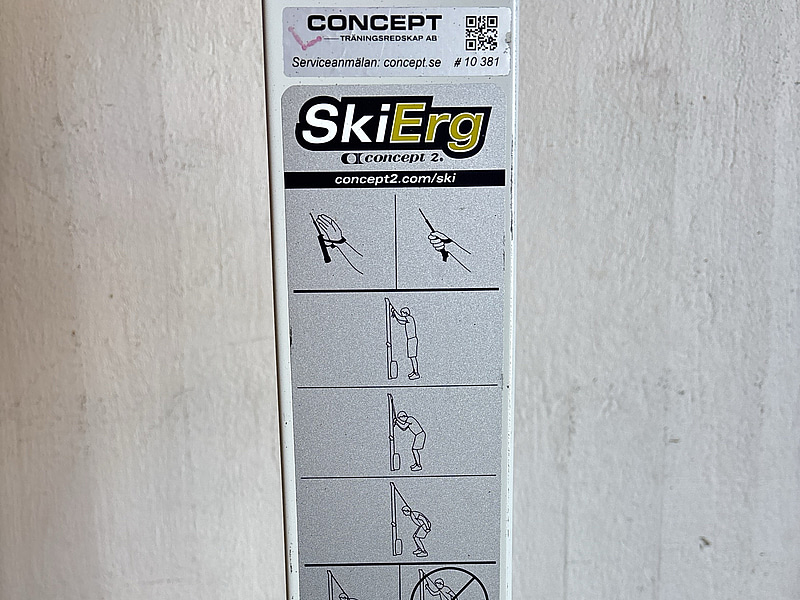 CONCEPT
TRÄNINGSREDSKAP AB
Serviceanmälan: concept.se # 10 381
SkiErg
concept 2.
concept2.com/ski